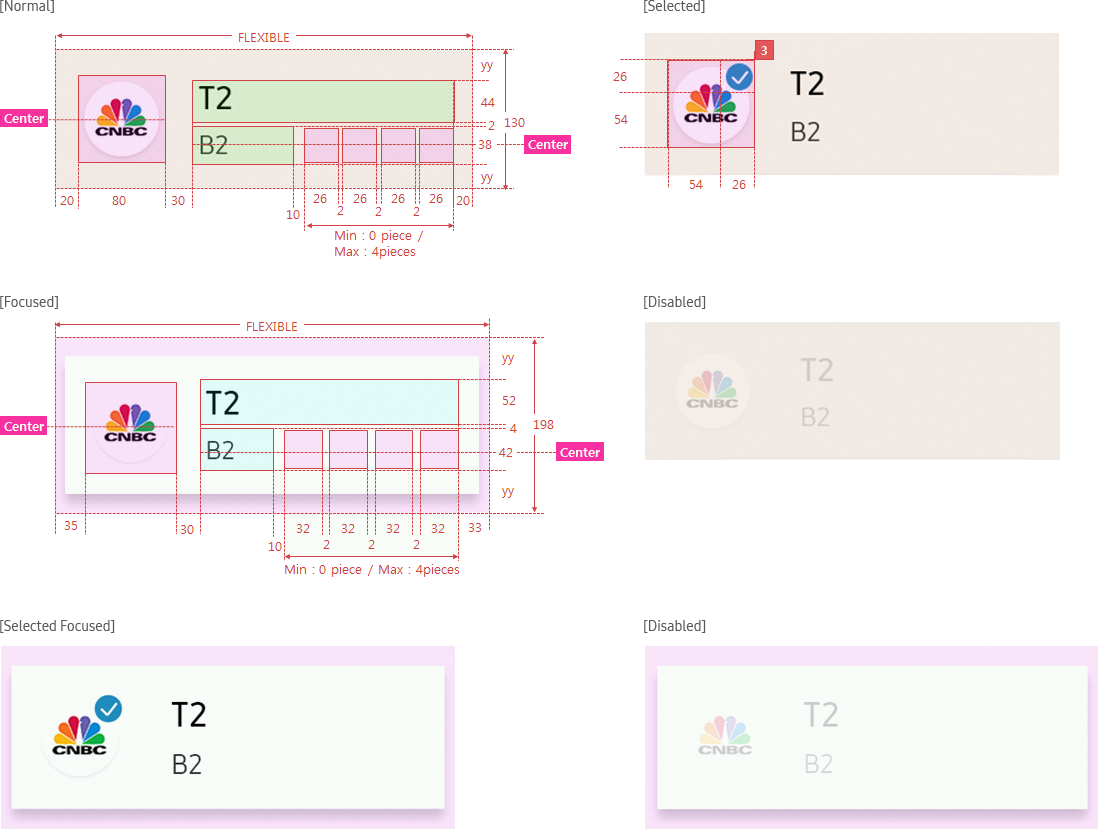 [Normal]
FLEXIBLE
yy
T2
44
CNBC
Center
2
130
B2
38
Center
yy
20
80
30
10
26
2
26
2
26
2
26
20
Min : 0 piece /
Max : 4pieces
[Selected]
3
26
T2
CNBC
54
B2
54
26
[Focused]
FLEXIBLE
yy
T2
52
Center
CNBC
4
198
B2
42
Center
yy
35
30
10
32
2
32
2
32
2
32
33
Min : 0 piece / Max : 4pieces
[Disabled]
T2
CNBC
B2
[Selected Focused]
T2
CNBC
B2
[Disabled]
T2
CNBC
B2